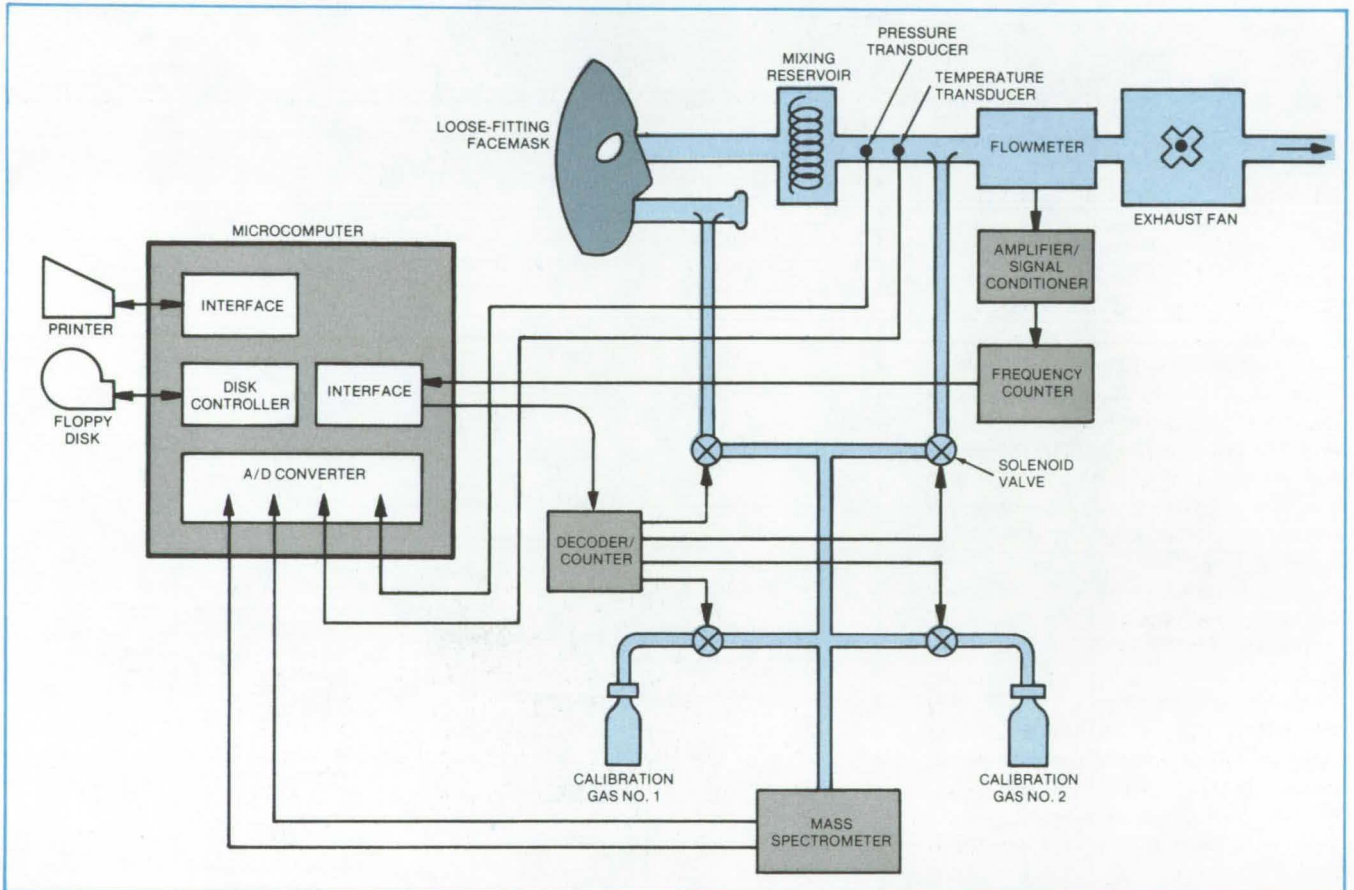 PRESSURE
TRANSDUCER
MIXING
RESERVOIR
TEMPERATURE
TRANSDUCER
LOOSE-FITTING
FACEMASK
FLOWMETER
EXHAUST FAN
MICROCOMPUTER
AMPLIFIER/
SIGNAL
CONDITIONER
INTERFACE
PRINTER
FREQUENCY
COUNTER
DISK
CONTROLLER
INTERFACE
FLOPPY
DISK
A/D CONVERTER
SOLENOID
VALVE
DECODER/
COUNTER
CALIBRATION
GAS NO. 1
CALIBRATION
GAS NO. 2
MASS
SPECTROMETER